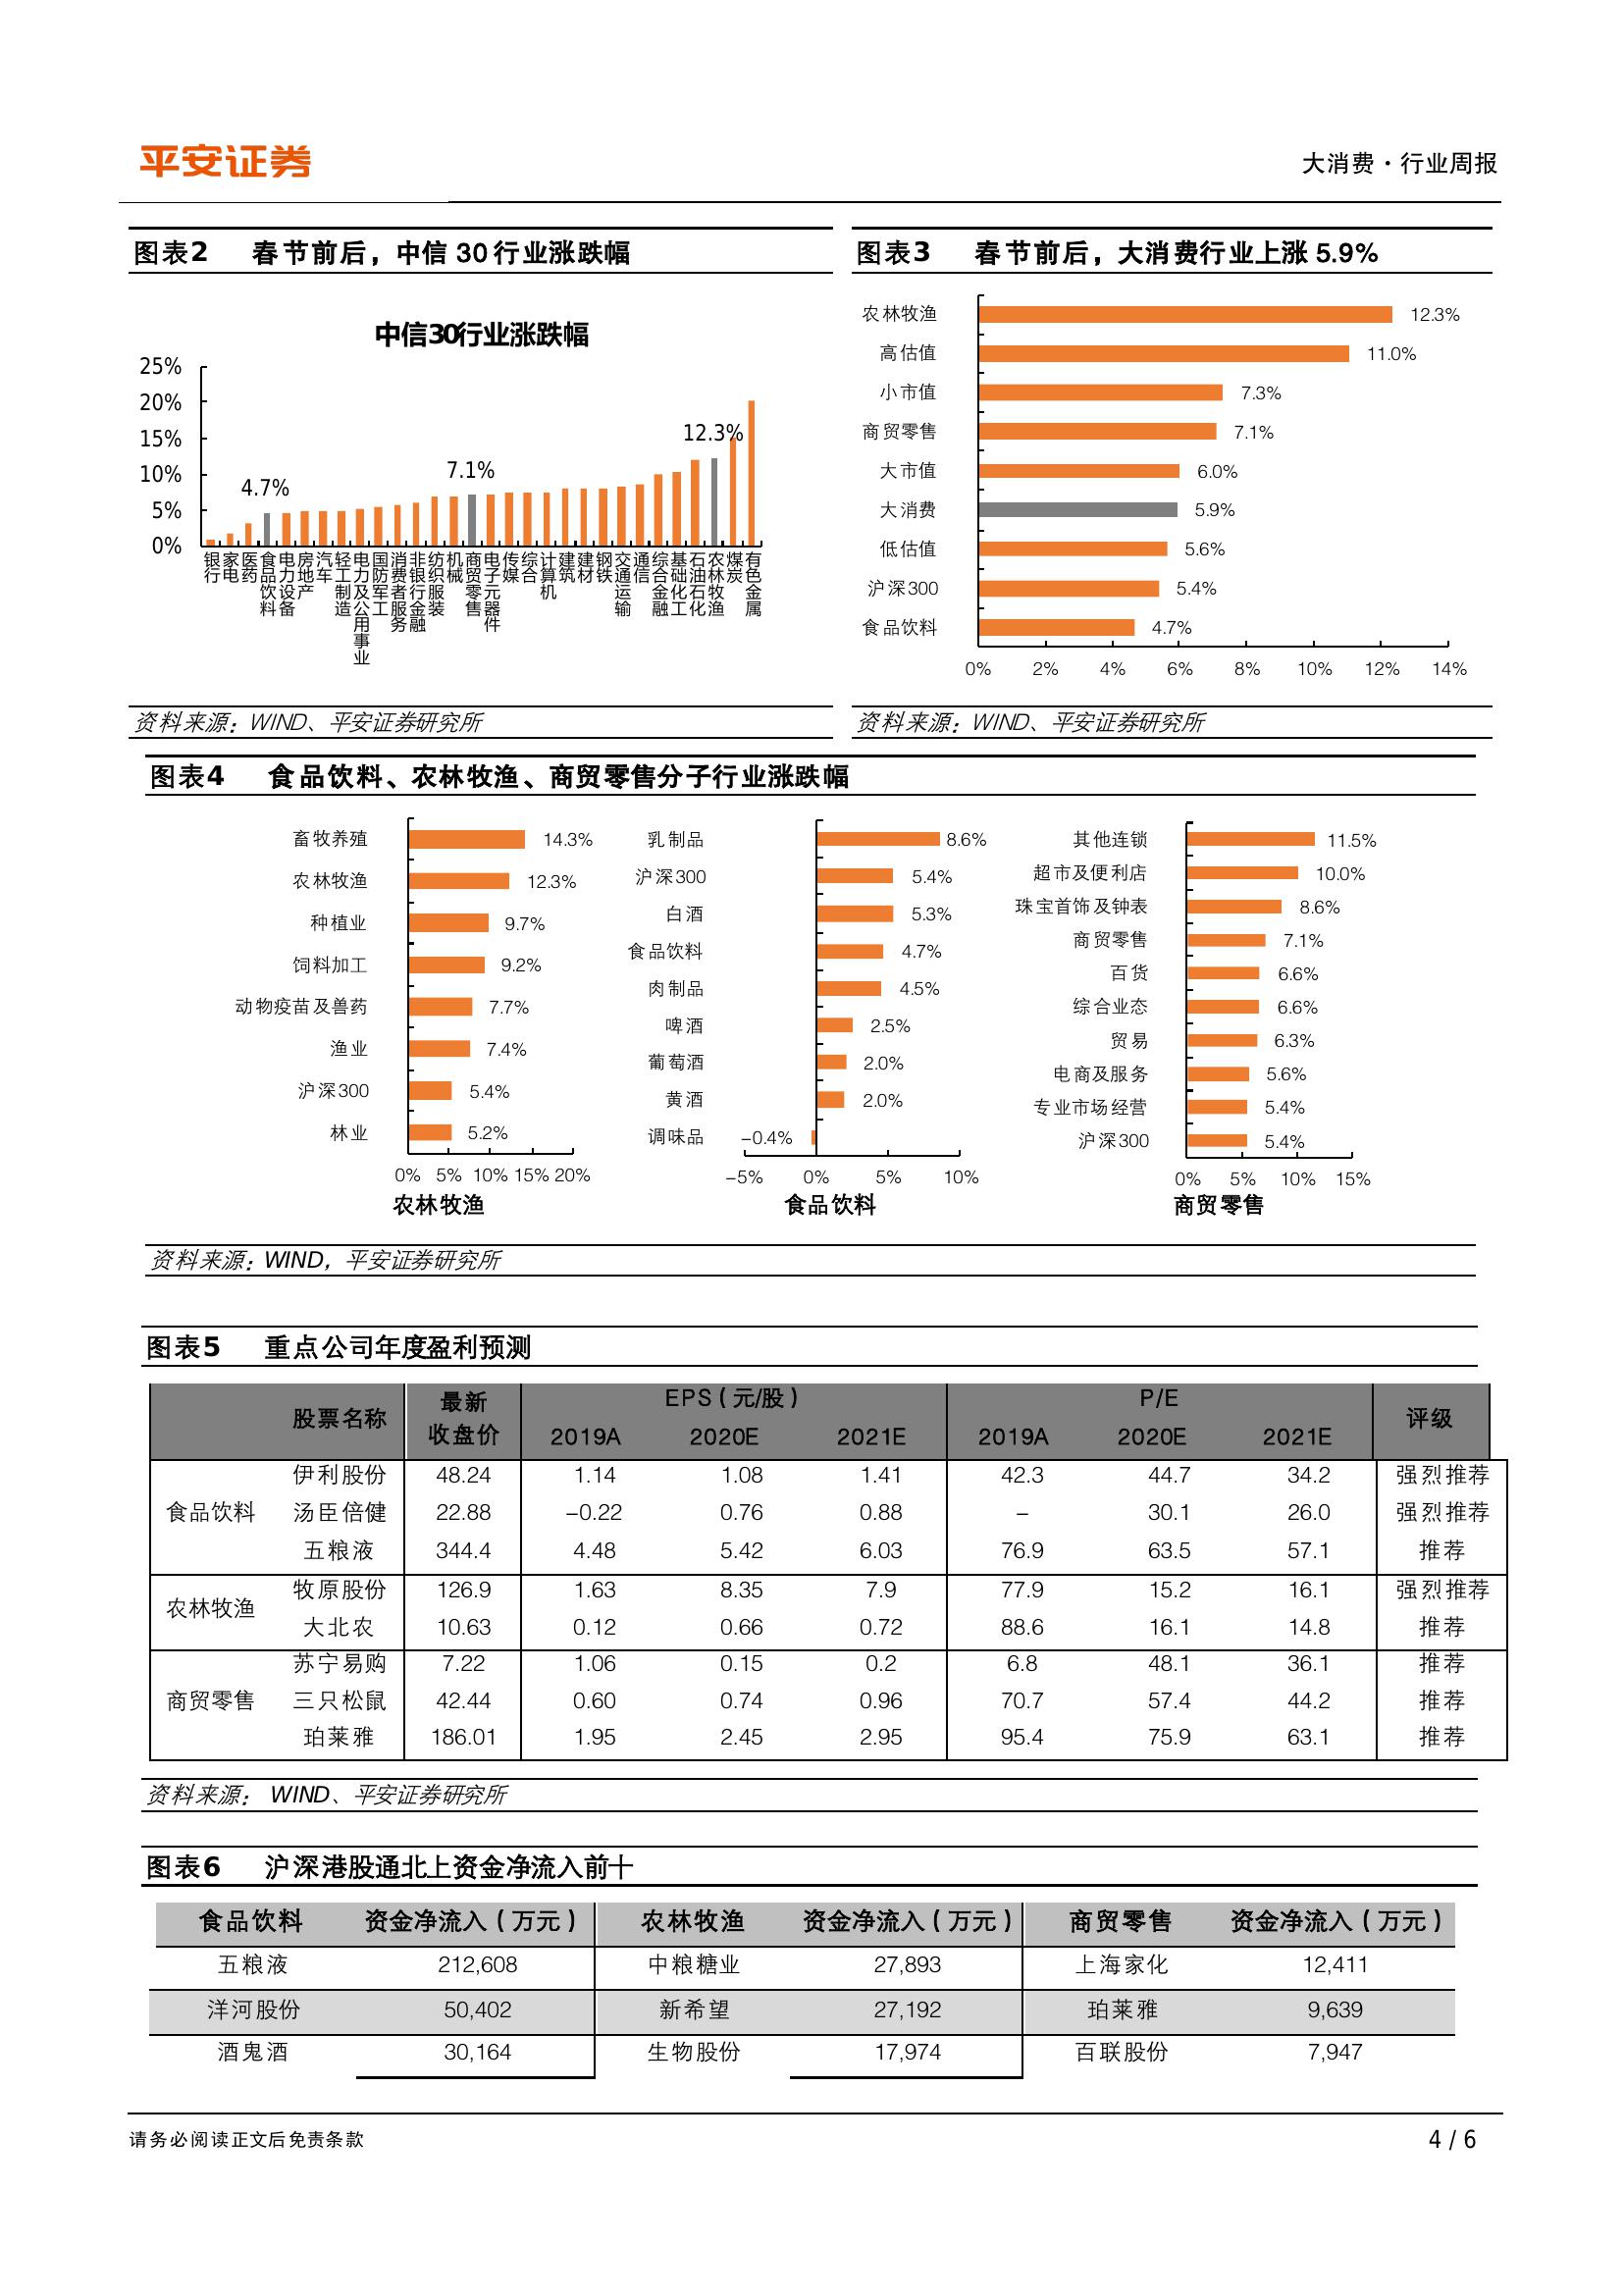 平安证券
大消费·行业周报
图表2 春节前后，中信 30 行业涨跌幅
中信30行业涨跌幅
25%
20%
15%
10%
5%
0%
4.7%
7.1%
12.3%
银行 家电 医药 食品饮料 电力设备 房地产 汽车 轻工制造 电力及公用事业 国防军工 消费者服务 非银行金融 纺织服装 机械 商贸零售 电子元器件 传媒 综合 计算机 建筑 建材 钢铁 交通运输 通信 综合金融 基础化工 石油石化 农林牧渔 煤炭 有色金属
资料来源：WIND、平安证券研究所
图表3 春节前后，大消费行业上涨 5.9%
农林牧渔 12.3%
高估值 11.0%
小市值 7.3%
商贸零售 7.1%
大市值 6.0%
大消费 5.9%
低估值 5.6%
沪深300 5.4%
食品饮料 4.7%
0% 2% 4% 6% 8% 10% 12% 14%
资料来源：WIND、平安证券研究所
图表4 食品饮料、农林牧渔、商贸零售分子行业涨跌幅
畜牧养殖 14.3%
农林牧渔 12.3%
种植业 9.7%
饲料加工 9.2%
动物疫苗及兽药 7.7%
渔业 7.4%
沪深300 5.4%
林业 5.2%
0% 5% 10% 15% 20%
农林牧渔
乳制品 8.6%
沪深300 5.4%
白酒 5.3%
食品饮料 4.7%
肉制品 4.5%
啤酒 2.5%
葡萄酒 2.0%
黄酒 2.0%
调味品 -0.4%
-5% 0% 5% 10%
食品饮料
其他连锁 11.5%
超市及便利店 10.0%
珠宝首饰及钟表 8.6%
商贸零售 7.1%
百货 6.6%
综合业态 6.6%
贸易 6.3%
电商及服务 5.6%
专业市场经营 5.4%
沪深300 5.4%
0% 5% 10% 15%
商贸零售
资料来源：WIND，平安证券研究所
图表5 重点公司年度盈利预测
股票名称 最新收盘价 EPS（元/股） P/E 评级
2019A 2020E 2021E 2019A 2020E 2021E
食品饮料
伊利股份 48.24 1.14 1.08 1.41 42.3 44.7 34.2 强烈推荐
汤臣倍健 22.88 -0.22 0.76 0.88 - 30.1 26.0 强烈推荐
五粮液 344.4 4.48 5.42 6.03 76.9 63.5 57.1 推荐
农林牧渔
牧原股份 126.9 1.63 8.35 7.9 77.9 15.2 16.1 强烈推荐
大北农 10.63 0.12 0.66 0.72 88.6 16.1 14.8 推荐
商贸零售
苏宁易购 7.22 1.06 0.15 0.2 6.8 48.1 36.1 推荐
三只松鼠 42.44 0.60 0.74 0.96 70.7 57.4 44.2 推荐
珀莱雅 186.01 1.95 2.45 2.95 95.4 75.9 63.1 推荐
资料来源： WIND、平安证券研究所
图表6 沪深港股通北上资金净流入前十
食品饮料 资金净流入（万元） 农林牧渔 资金净流入（万元） 商贸零售 资金净流入（万元）
五粮液 212,608 中粮糖业 27,893 上海家化 12,411
洋河股份 50,402 新希望 27,192 珀莱雅 9,639
酒鬼酒 30,164 生物股份 17,974 百联股份 7,947
请务必阅读正文后免责条款
4 / 6